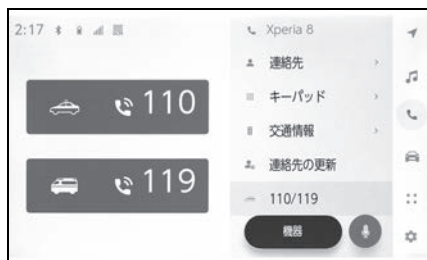 2:17
110
119
Xperia 8
連絡先
キーパッド
交通情報
連絡先の更新
110/119
機器